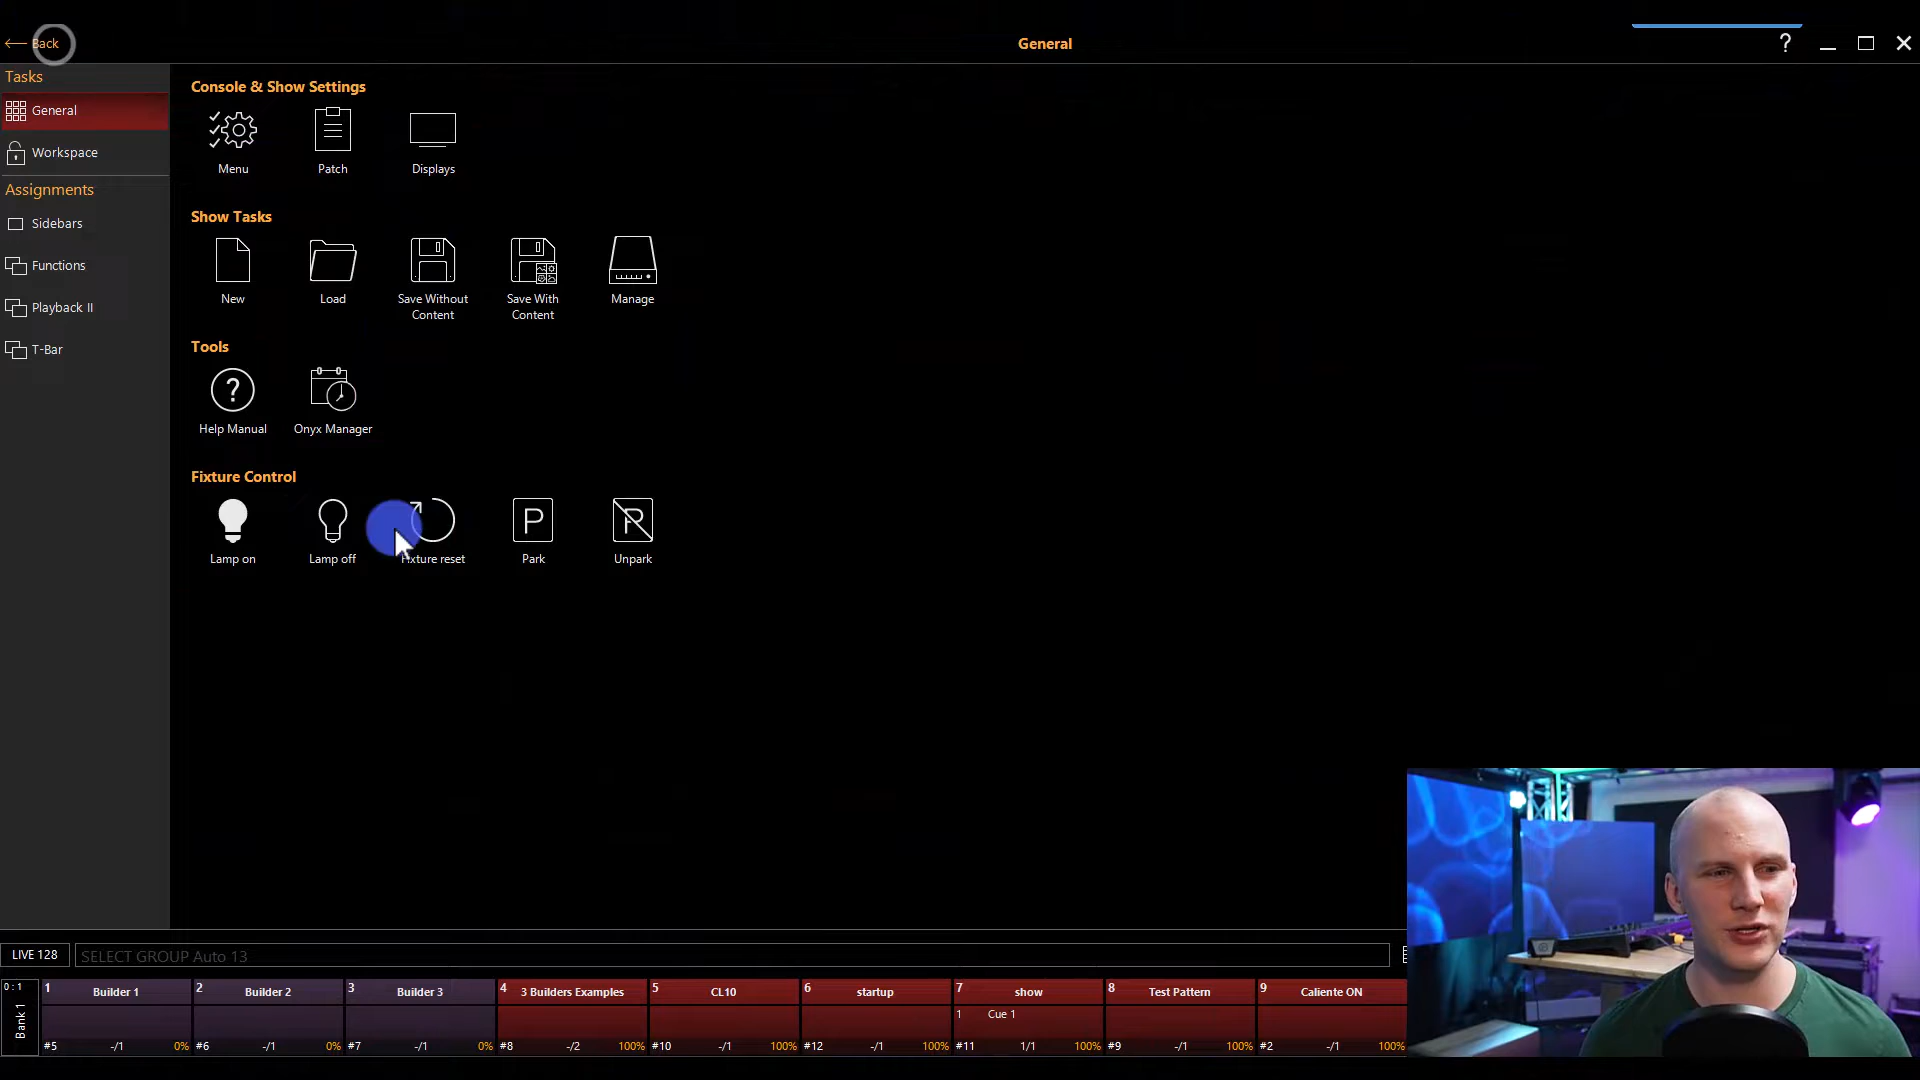 Back
General
?
Tasks
General
Workspace
Assignments
Sidebars
Functions
Playback II
T-Bar
Console & Show Settings
Menu
Patch
Displays
Show Tasks
New
Load
Save Without
Content
Save With
Content
Manage
Tools
?
Help Manual
Onyx Manager
Fixture Control
Lamp on
Lamp off
Fixture reset
P
Park
P
Unpark
LIVE 128
SELECT GROUP Auto 13
0 : 1
Bank 1
1 Builder 1
#5 -/1 0%
2 Builder 2
#6 -/1 0%
3 Builder 3
#7 -/1 0%
4 3 Builders Examples
#8 -/2 100%
5 CL10
#10 -/1 100%
6 startup
#12 -/1 100%
7 show
1 Cue 1
#11 1/1 100%
8 Test Pattern
#9 -/1 100%
9 Caliente ON
#2 -/1 100%